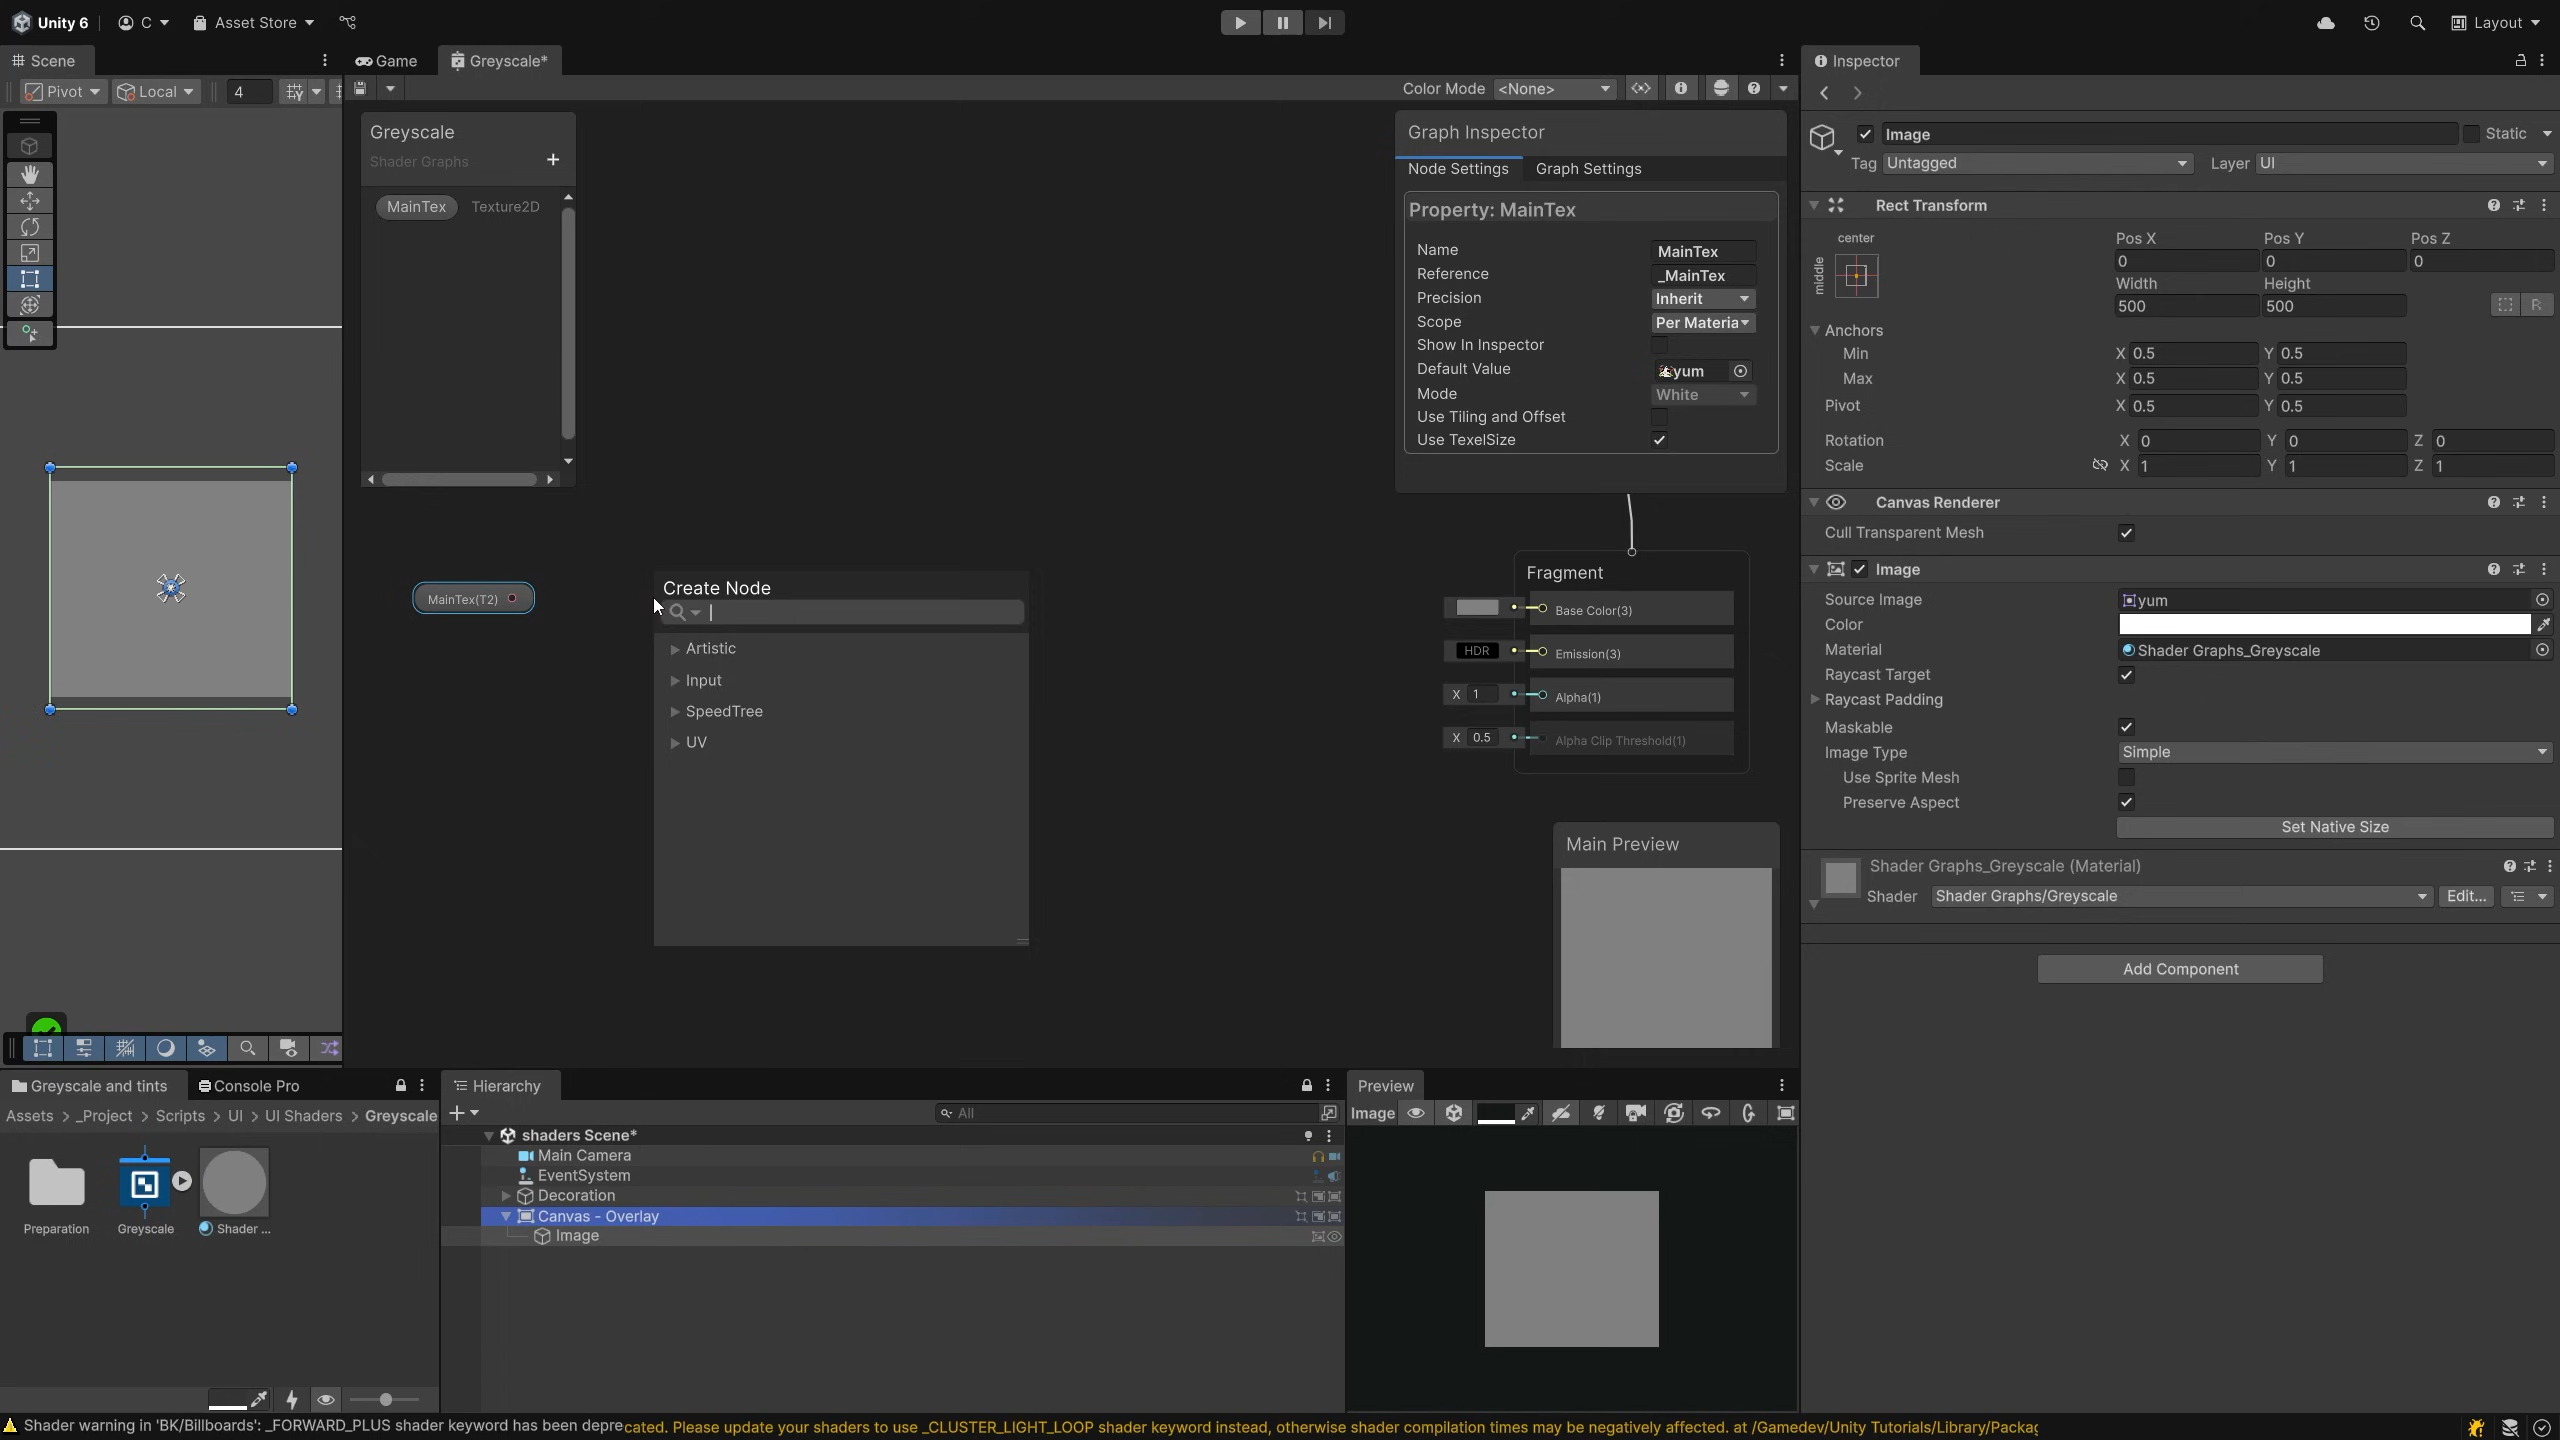 Unity 6
C
Asset Store
Layout
Scene
Game
Greyscale*
Inspector
Pivot
Local
4
Color Mode
<None>
Greyscale
Shader Graphs
MainTex
Texture2D
Graph Inspector
Node Settings
Graph Settings
Property: MainTex
Name
MainTex
Reference
_MainTex
Precision
Inherit
Scope
Per Materia
Show In Inspector
Default Value
yum
Mode
White
Use Tiling and Offset
Use TexelSize
MainTex(T2)
Create Node
Artistic
Input
SpeedTree
UV
Fragment
Base Color(3)
HDR
Emission(3)
X 1
Alpha(1)
X 0.5
Alpha Clip Threshold(1)
Main Preview
Image
Static
Tag
Untagged
Layer
UI
Rect Transform
center
middle
Pos X
Pos Y
Pos Z
0
0
0
Width
Height
500
500
R
Anchors
Min
X 0.5
Y 0.5
Max
X 0.5
Y 0.5
Pivot
X 0.5
Y 0.5
Rotation
X 0
Y 0
Z 0
Scale
X 1
Y 1
Z 1
Canvas Renderer
Cull Transparent Mesh
Image
Source Image
yum
Color
Material
Shader Graphs_Greyscale
Raycast Target
Raycast Padding
Maskable
Image Type
Simple
Use Sprite Mesh
Preserve Aspect
Set Native Size
Shader Graphs_Greyscale (Material)
Shader
Shader Graphs/Greyscale
Edit...
Add Component
Greyscale and tints
Console Pro
Assets > _Project > Scripts > UI > UI Shaders > Greyscale
Preparation
Greyscale
Shader ...
Hierarchy
All
shaders Scene*
Main Camera
EventSystem
Decoration
Canvas - Overlay
Image
Preview
Image
Shader warning in 'BK/Billboards': _FORWARD_PLUS shader keyword has been deprecated. Please update your shaders to use _CLUSTER_LIGHT_LOOP shader keyword instead, otherwise shader compilation times may be negatively affected. at /Gamedev/Unity Tutorials/Library/Packag